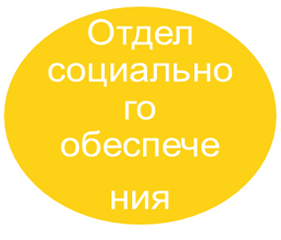 Отдел
социально
го
обеспече
ния